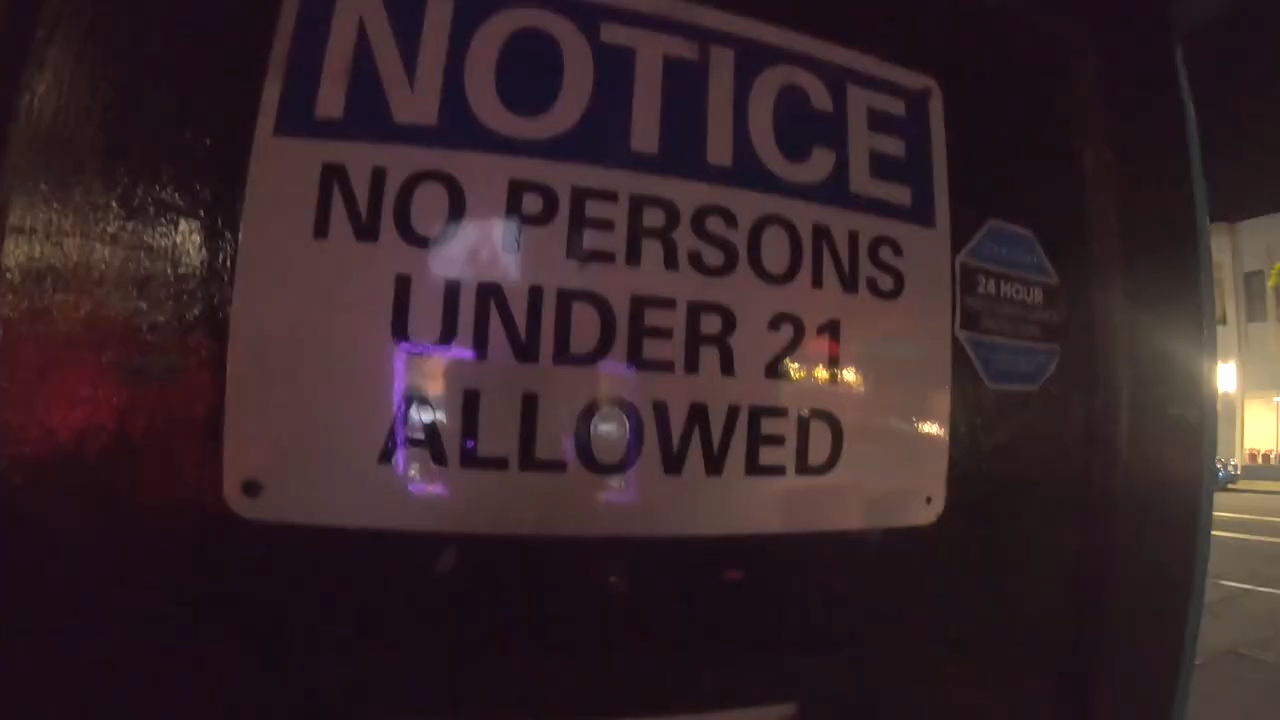 NOTICE
NO PERSONS
UNDER 21
ALLOWED
24 HOUR